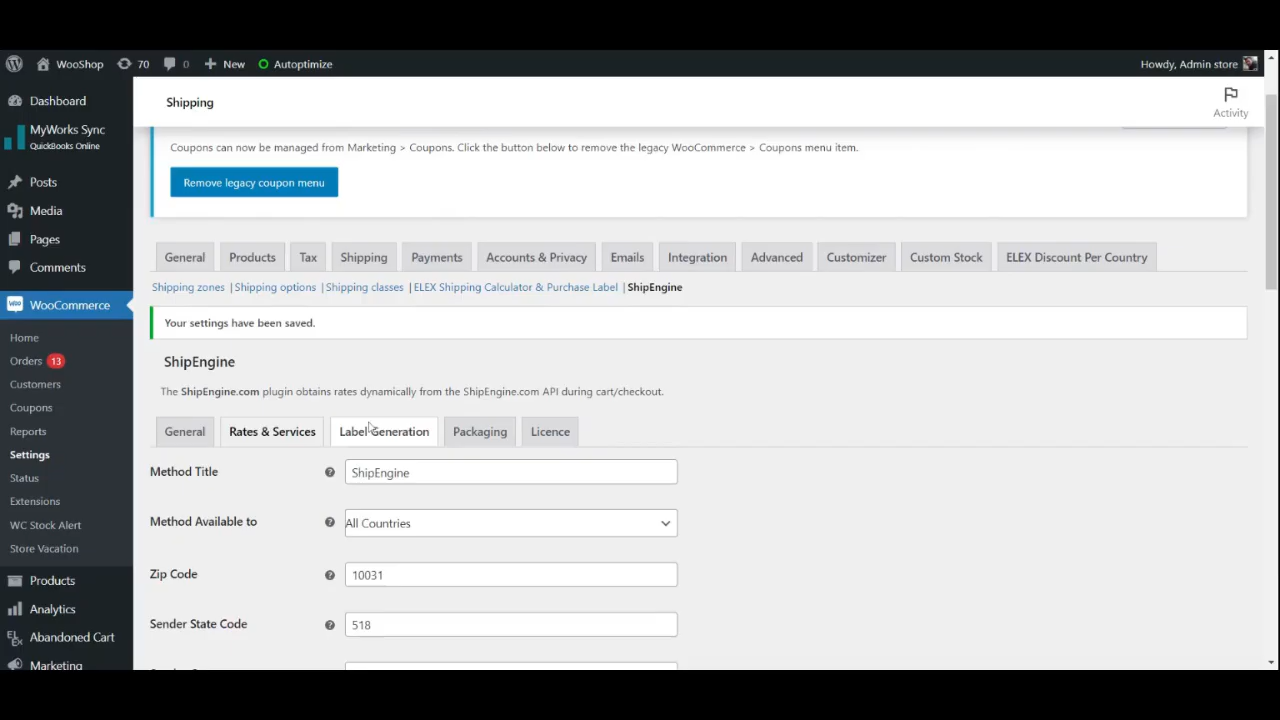 WooShop 70 0 New Autoptimize Howdy, Admin store
Dashboard
MyWorks Sync
QuickBooks Online
Posts
Media
Pages
Comments
WooCommerce
Home
Orders 13
Customers
Coupons
Reports
Settings
Status
Extensions
WC Stock Alert
Store Vacation
Products
Analytics
Abandoned Cart
Marketing
Shipping
Activity
Coupons can now be managed from Marketing > Coupons. Click the button below to remove the legacy WooCommerce > Coupons menu item.
Remove legacy coupon menu
General Products Tax Shipping Payments Accounts & Privacy Emails Integration Advanced Customizer Custom Stock ELEX Discount Per Country
Shipping zones | Shipping options | Shipping classes | ELEX Shipping Calculator & Purchase Label | ShipEngine
Your settings have been saved.
ShipEngine
The ShipEngine.com plugin obtains rates dynamically from the ShipEngine.com API during cart/checkout.
General Rates & Services Label Generation Packaging Licence
Method Title ShipEngine
Method Available to All Countries
Zip Code 10031
Sender State Code 518